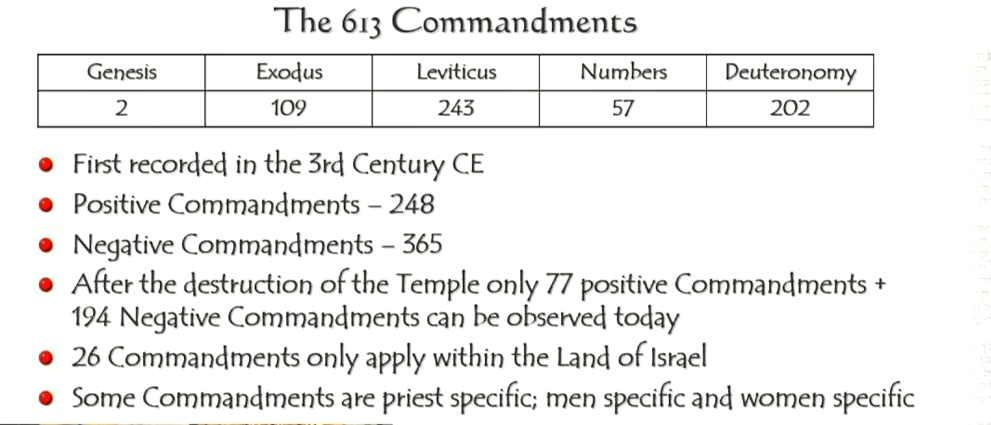 The 613 Commandments
Genesis Exodus Leviticus Numbers Deuteronomy
2 109 243 57 202
First recorded in the 3rd Century CE
Positive Commandments – 248
Negative Commandments – 365
After the destruction of the Temple only 77 positive Commandments +
194 Negative Commandments can be observed today
26 Commandments only apply within the Land of Israel
Some Commandments are priest specific; men specific and women specific